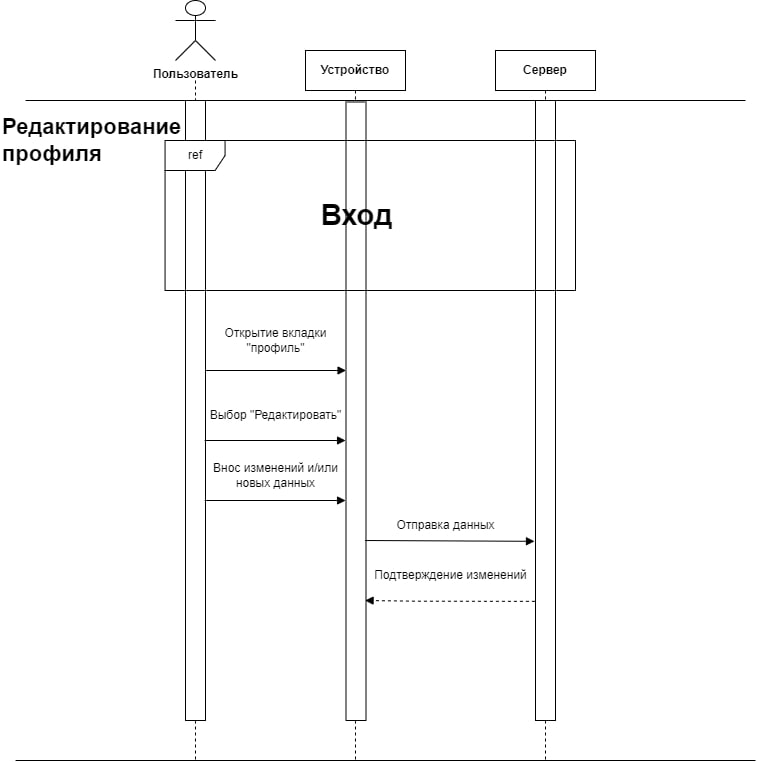 Пользователь
Устройство
Сервер
Редактирование
профиля
ref
Вход
Открытие вкладки
"профиль"
Выбор "Редактировать"
Внос изменений и/или
новых данных
Отправка данных
Подтверждение изменений